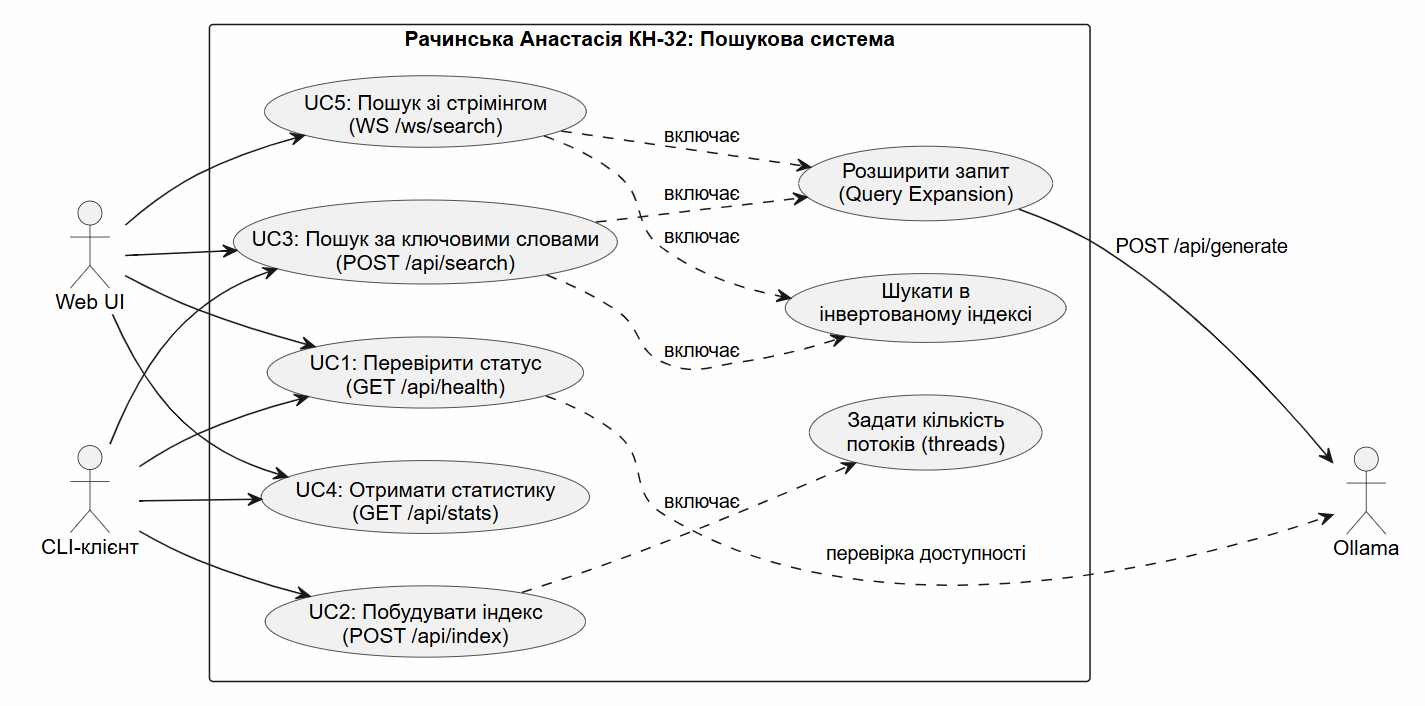 Рачинська Анастасія КН-32: Пошукова система
UC5: Пошук зі стрімінгом
(WS /ws/search)
включає
Розширити запит
(Query Expansion)
включає
UC3: Пошук за ключовими словами
(POST /api/search)
включає
POST /api/generate
Web UI
Шукати в
інвертованому індексі
включає
UC1: Перевірити статус
(GET /api/health)
Задати кількість
потоків (threads)
UC4: Отримати статистику
(GET /api/stats)
включає
CLI-клієнт
перевірка доступності
Ollama
UC2: Побудувати індекс
(POST /api/index)